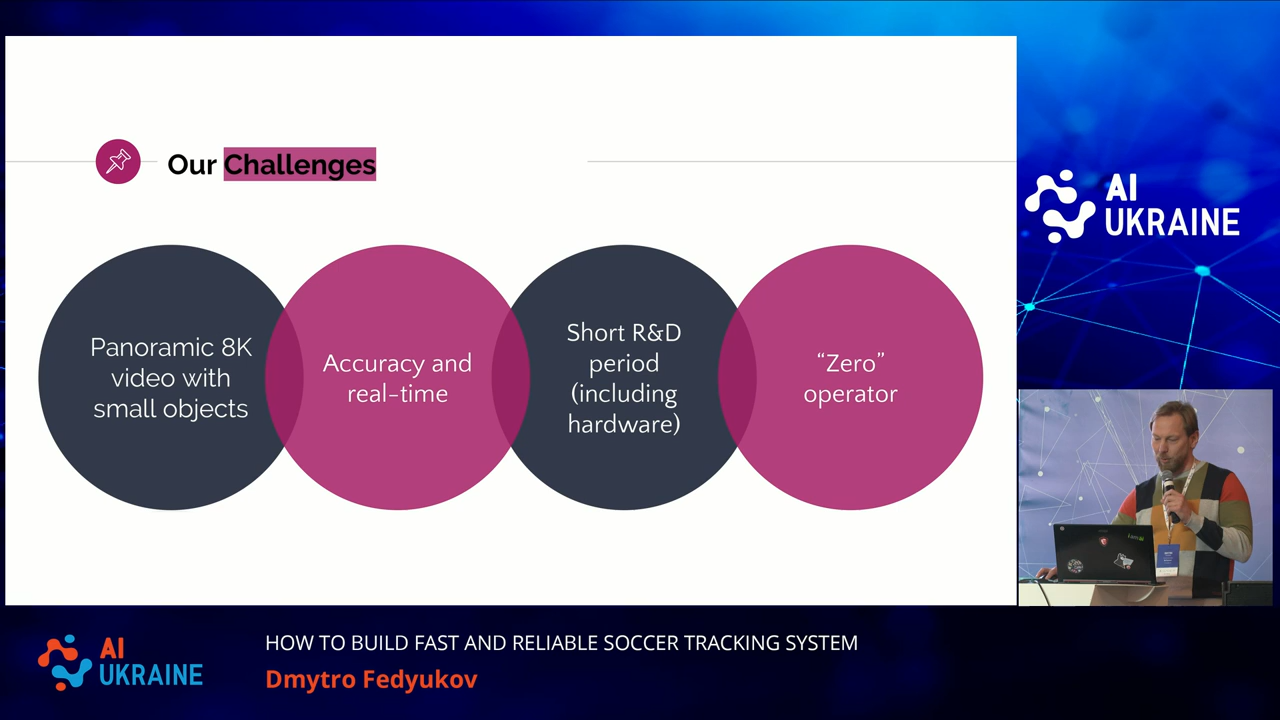 Our Challenges
Panoramic 8K
video with
small objects
Accuracy and
real-time
Short R&D
period
(including
hardware)
“Zero”
operator
AI
UKRAINE
AI
UKRAINE
HOW TO BUILD FAST AND RELIABLE SOCCER TRACKING SYSTEM
Dmytro Fedyukov